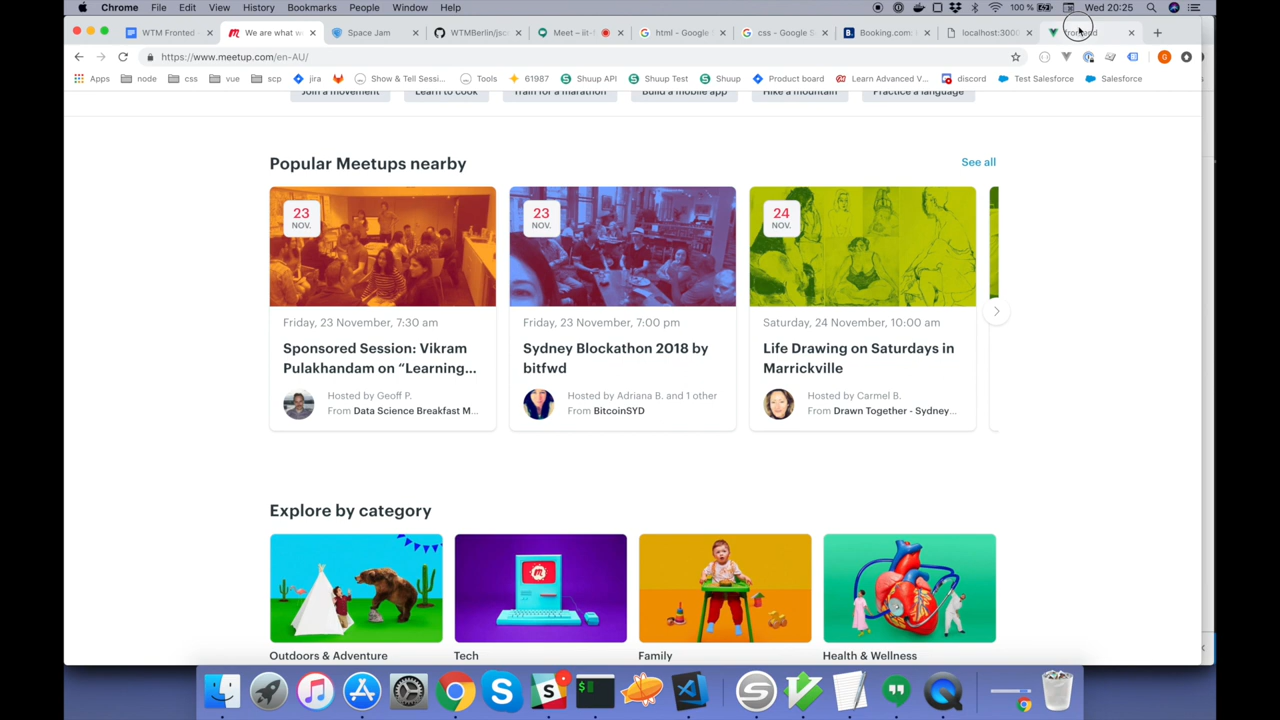 Chrome File Edit View History Bookmarks People Window Help 100 % Wed 20:25
WTM Fronted We are what w Space Jam WTMBerlin/jsc Meet – iit-f html - Google css - Google S Booking.com: localhost:3000 frontend
https://www.meetup.com/en-AU/
Apps node css vue scp jira Show & Tell Sessi... Tools 61987 Shuup API Shuup Test Shuup Product board Learn Advanced V... discord Test Salesforce Salesforce
Join a movement Learn to cook Train for a marathon Build a mobile app Hike a mountain Practice a language
Popular Meetups nearby See all
23 NOV.
23 NOV.
24 NOV.
Friday, 23 November, 7:30 am
Sponsored Session: Vikram
Pulakhandam on “Learning...
Hosted by Geoff P.
From Data Science Breakfast M...
Friday, 23 November, 7:00 pm
Sydney Blockathon 2018 by
bitfwd
Hosted by Adriana B. and 1 other
From BitcoinSYD
Saturday, 24 November, 10:00 am
Life Drawing on Saturdays in
Marrickville
Hosted by Carmel B.
From Drawn Together - Sydney...
Explore by category
Outdoors & Adventure Tech Family Health & Wellness